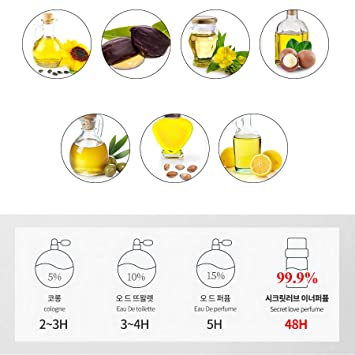 5%
10%
15%
99.9%
코롱
오 드 뜨왈렛
오 드 퍼퓸
시크릿러브 이너퍼퓸
cologne
Eau De toilette
Eau De perfume
Secret love perfume
2~3H
3~4H
5H
48H